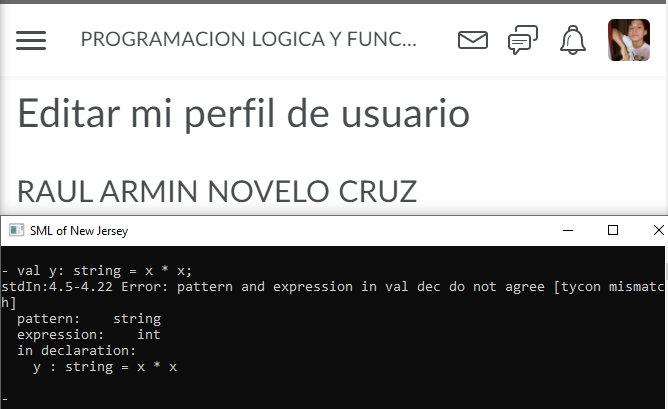 PROGRAMACION LOGICA Y FUNC...
Editar mi perfil de usuario
RAUL ARMIN NOVELO CRUZ
SML of New Jersey
- val y: string = x * x;
stdIn:4.5-4.22 Error: pattern and expression in val dec do not agree [tycon mismatc
h]
  pattern:    string
  expression:    int
  in declaration:
    y : string = x * x
-